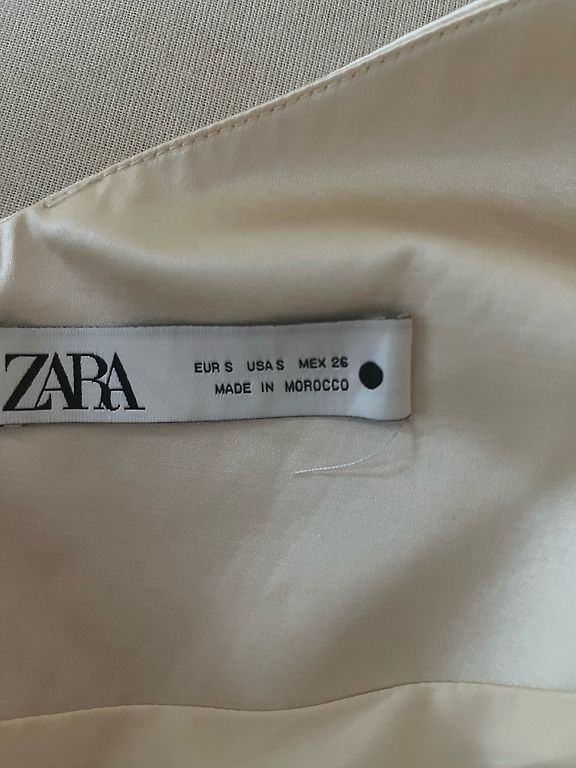 ZARA
EUR S USA S MEX 26
MADE IN MOROCCO